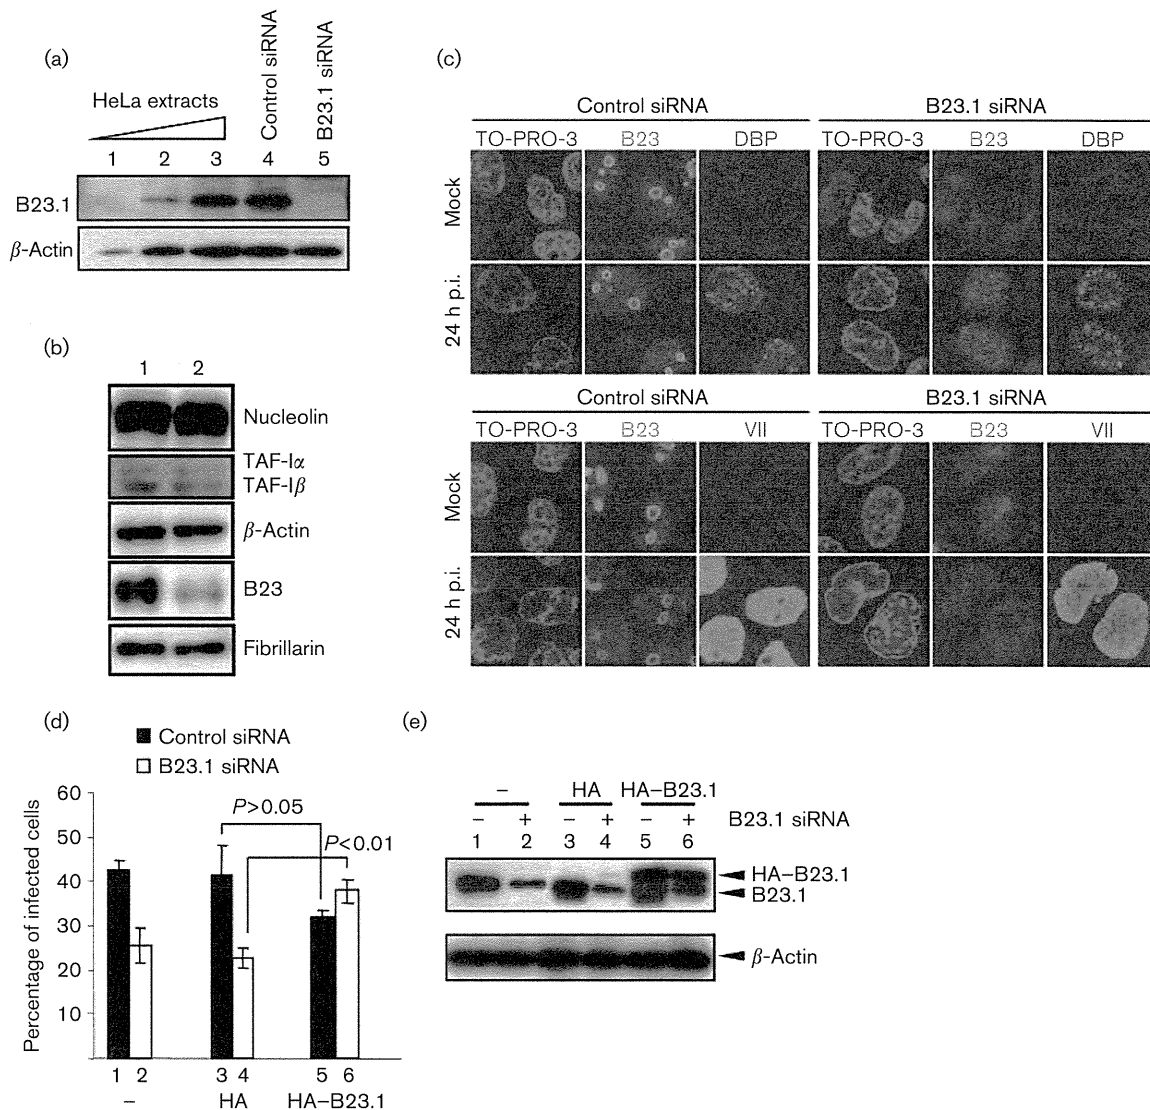 (a)
HeLa extracts
Control siRNA
B23.1 siRNA
1 2 3 4 5
B23.1
β-Actin
(b)
1 2
Nucleolin
TAF-Iα
TAF-Iβ
β-Actin
B23
Fibrillarin
(c)
Control siRNA B23.1 siRNA
TO-PRO-3 B23 DBP TO-PRO-3 B23 DBP
Mock
24 h p.i.
Control siRNA B23.1 siRNA
TO-PRO-3 B23 VII TO-PRO-3 B23 VII
Mock
24 h p.i.
(d)
Control siRNA
B23.1 siRNA
Percentage of infected cells
60
50
40
30
20
10
P>0.05
P<0.01
1 2 3 4 5 6
– HA HA–B23.1
(e)
– HA HA–B23.1
– + – + – + B23.1 siRNA
1 2 3 4 5 6
HA–B23.1
B23.1
β-Actin